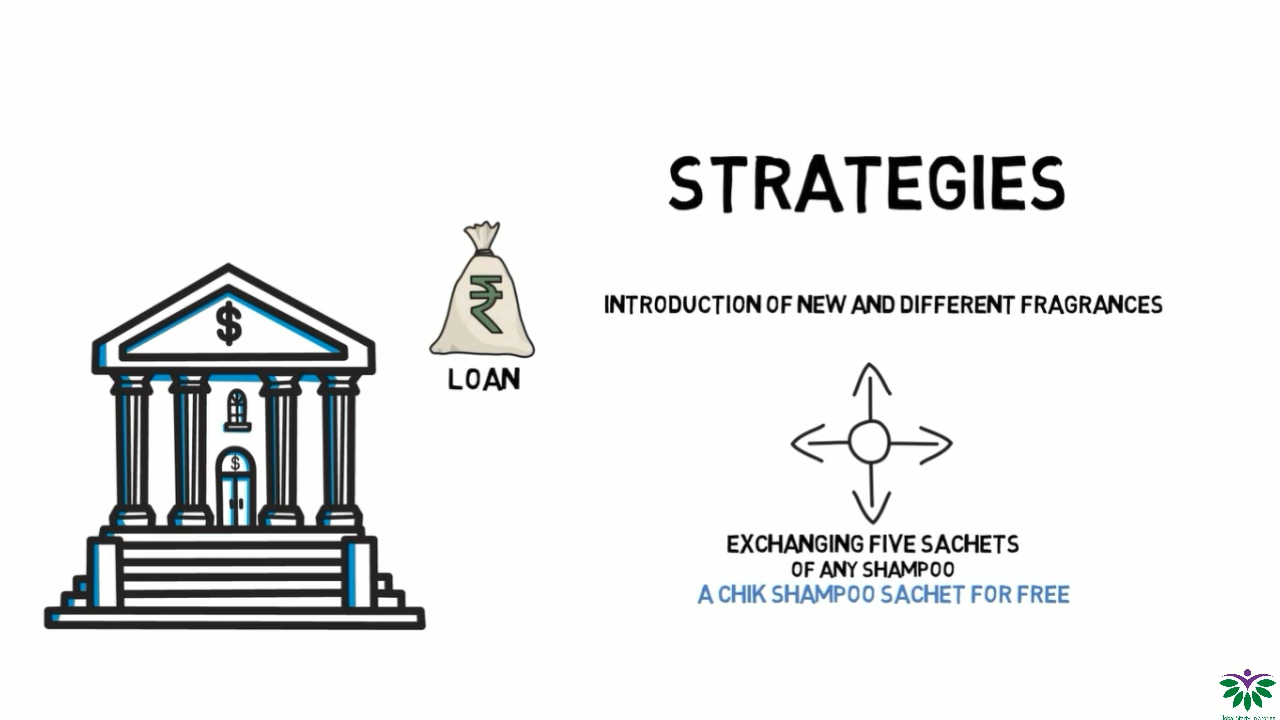 STRATEGIES
INTRODUCTION OF NEW AND DIFFERENT FRAGRANCES
$
₹
LOAN
$
EXCHANGING FIVE SACHETS
OF ANY SHAMPOO
A CHIK SHAMPOO SACHET FOR FREE